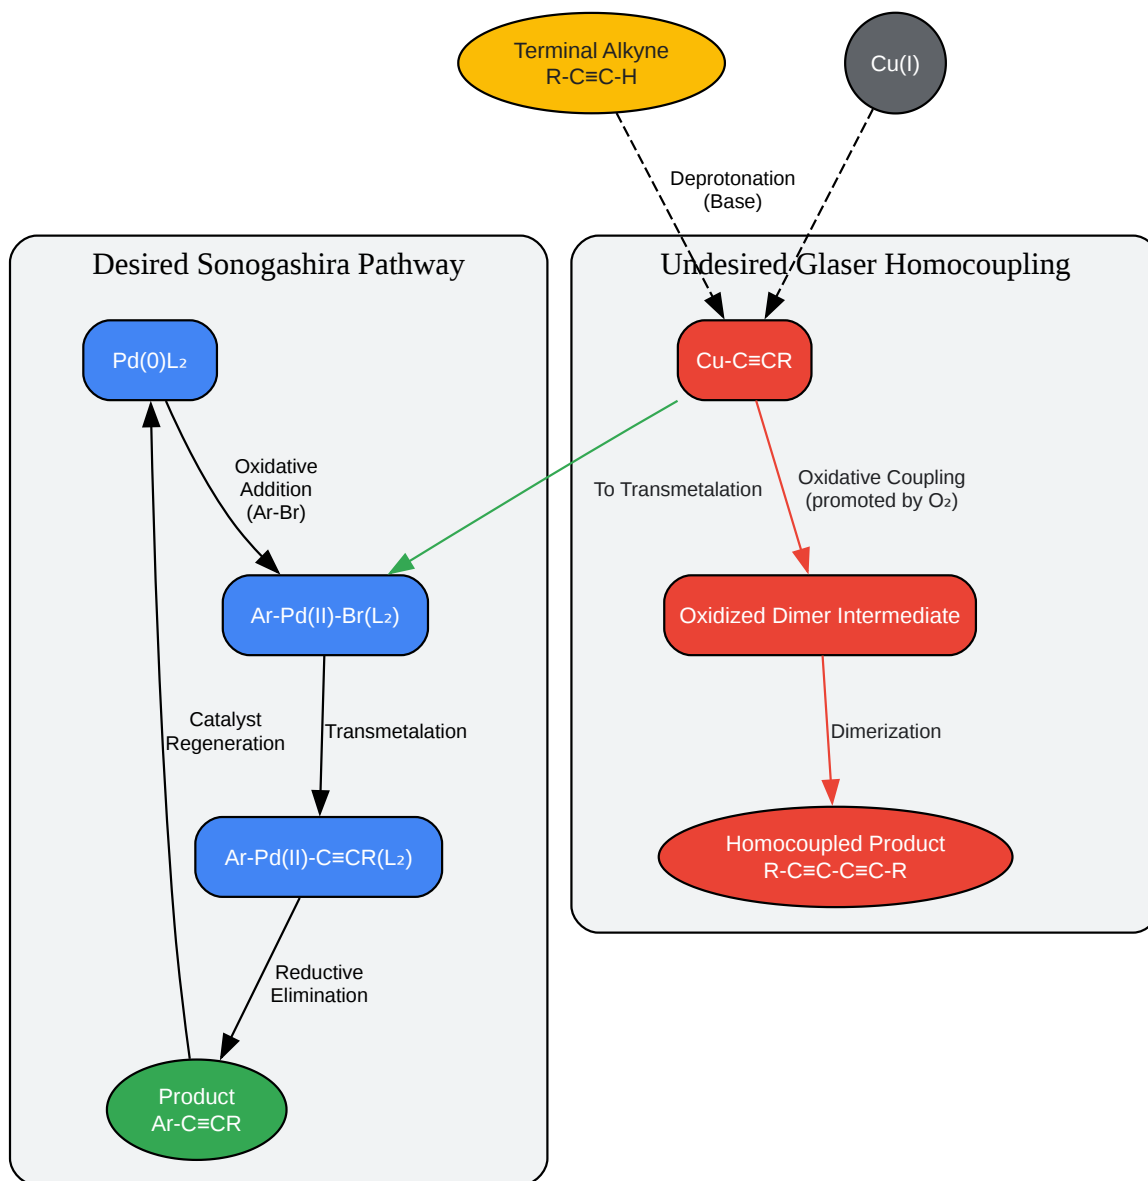 Terminal Alkyne
R-C≡C-H
Cu(I)
Deprotonation
(Base)
Desired Sonogashira Pathway
Undesired Glaser Homocoupling
Pd(0)L₂
Cu-C≡CR
Oxidative
Addition
(Ar-Br)
To Transmetalation
Oxidative Coupling
(promoted by O₂)
Ar-Pd(II)-Br(L₂)
Oxidized Dimer Intermediate
Catalyst
Regeneration
Transmetalation
Dimerization
Ar-Pd(II)-C≡CR(L₂)
Homocoupled Product
R-C≡C-C≡C-R
Reductive
Elimination
Product
Ar-C≡CR